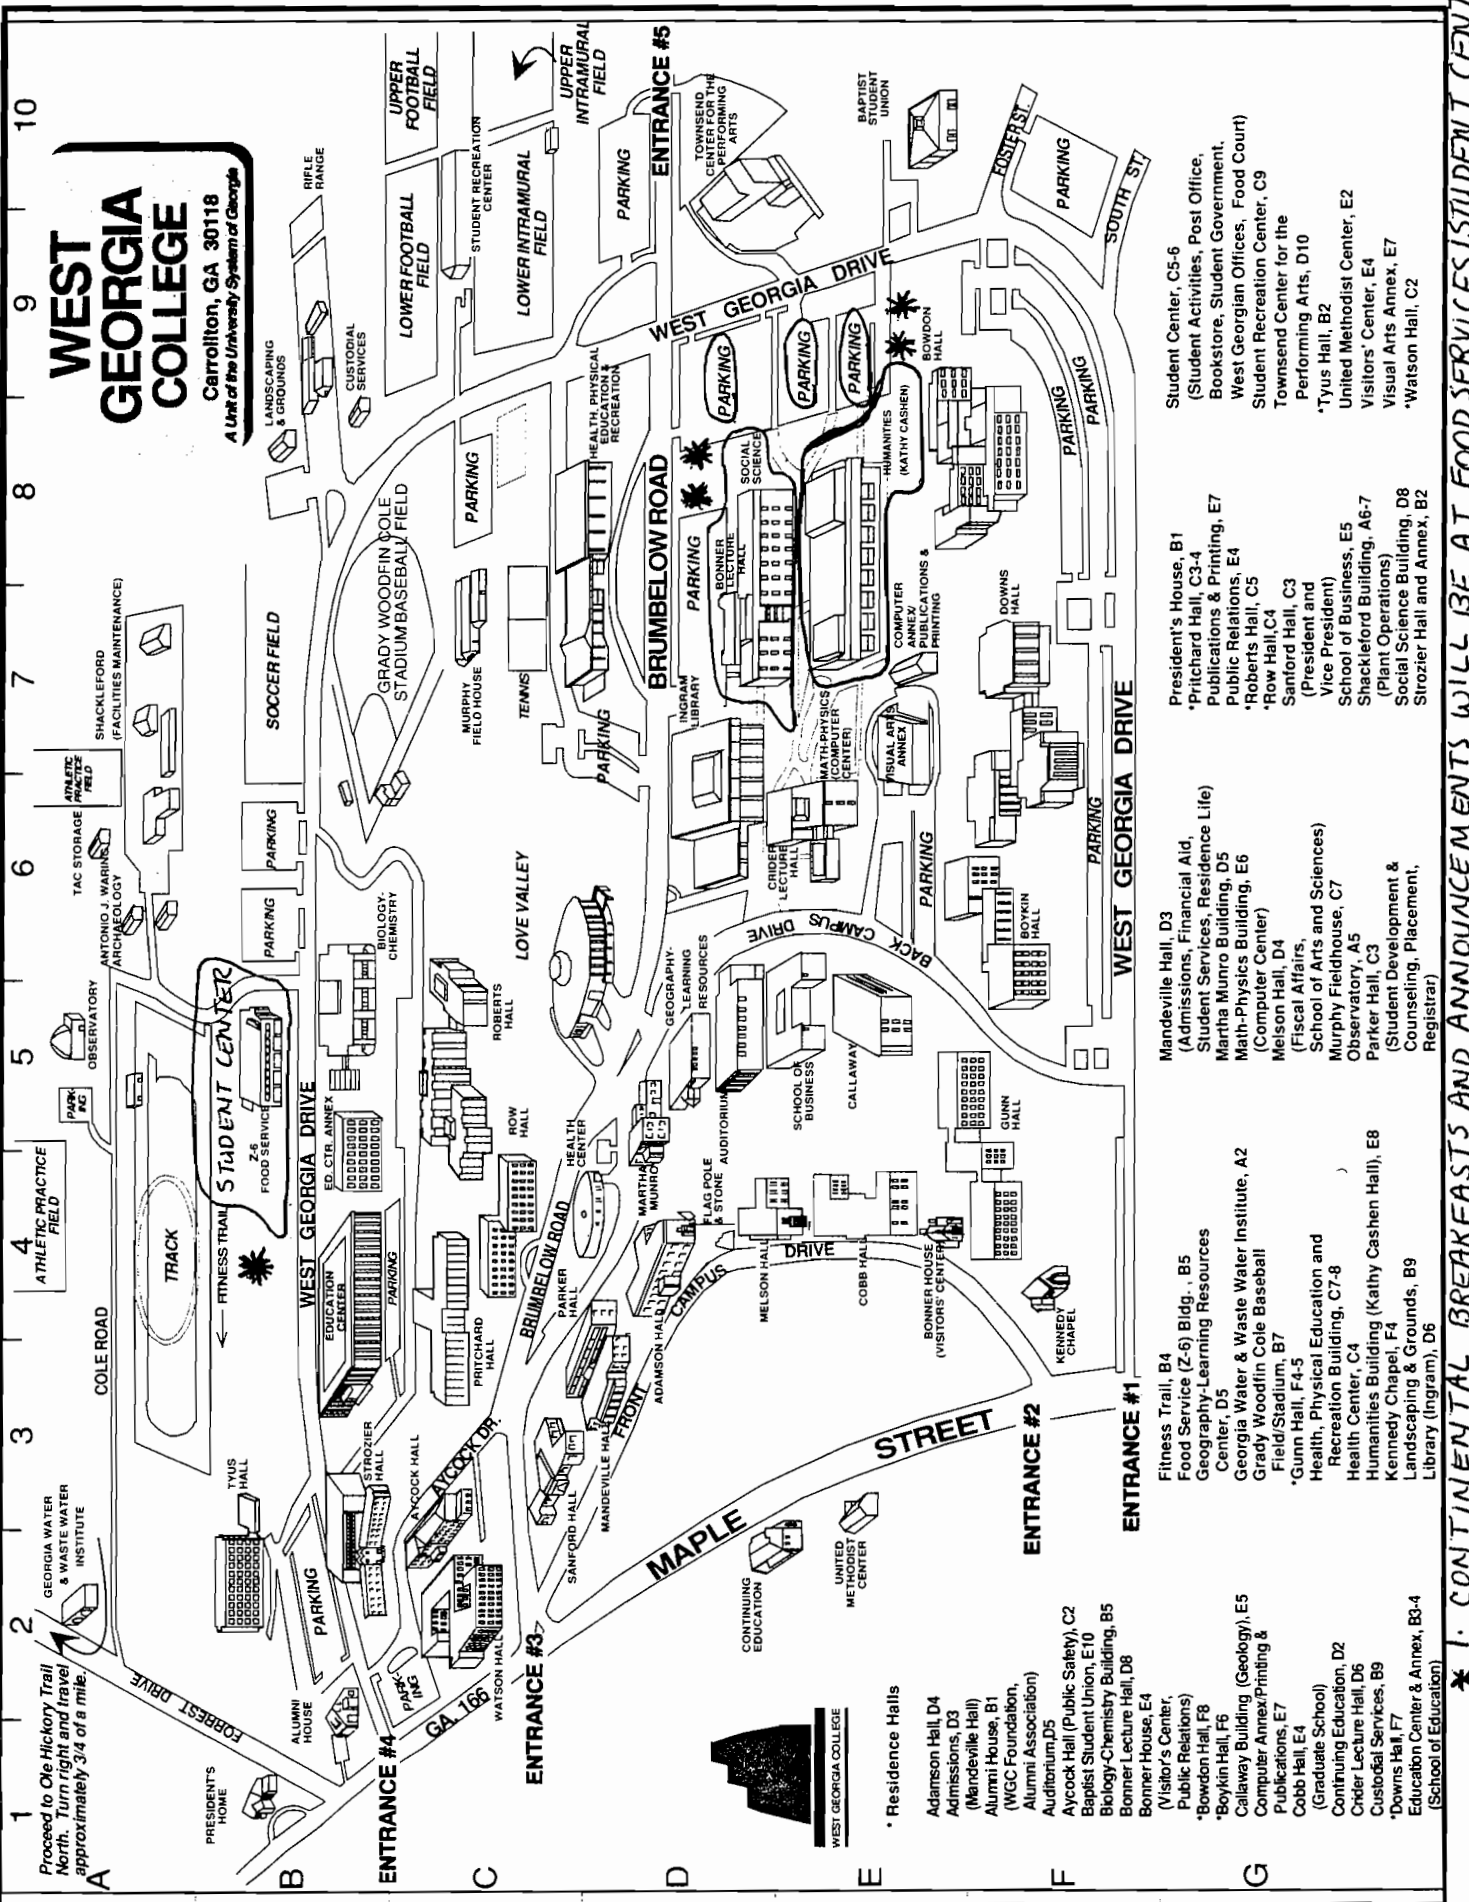 1 2 3 4 5 6 7 8 9 10
A
B
C
D
E
F
G
Proceed to Ole Hickory Trail
North. Turn right and travel
approximately 3/4 of a mile.
WEST
GEORGIA
COLLEGE
Carrollton, GA 30118
A Unit of the University System of Georgia
GEORGIA WATER
& WASTE WATER
INSTITUTE
COLE ROAD
ATHLETIC PRACTICE
FIELD
PARK-
ING
OBSERVATORY
ANTONIO J. WARING
ARCHAEOLOGY
TAC STORAGE
ATHLETIC
PRACTICE
FIELD
SHACKLEFORD
(FACILITIES MAINTENANCE)
FORREST DRIVE
TRACK
FITNESS TRAIL
STUDENT CENTER
Z-6
FOOD SERVICE
PARKING
PARKING
SOCCER FIELD
LANDSCAPING
& GROUNDS
RIFLE
RANGE
CUSTODIAL
SERVICES
PRESIDENT'S
HOME
ALUMNI
HOUSE
TYUS
HALL
PARKING
WEST GEORGIA DRIVE
STROZIER
HALL
EDUCATION
CENTER
PARKING
ED. CTR. ANNEX
BIOLOGY-
CHEMISTRY
GRADY WOODFIN COLE
STADIUM BASEBALL FIELD
UPPER
FOOTBALL
FIELD
LOWER FOOTBALL
FIELD
ENTRANCE #4
PARK-
ING
GA. 166
WATSON HALL
AYCOCK HALL
AYCOCK DR.
PRITCHARD
HALL
ROW
HALL
ROBERTS
HALL
LOVE VALLEY
MURPHY
FIELD HOUSE
TENNIS
PARKING
STUDENT RECREATION
CENTER
LOWER INTRAMURAL
FIELD
UPPER
INTRAMURAL
FIELD
ENTRANCE #3
SANFORD HALL
MANDEVILLE HALL
BRUMBELOW ROAD
PARKER
HALL
HEALTH
CENTER
PARKING
HEALTH, PHYSICAL
EDUCATION &
RECREATION
PARKING
ENTRANCE #5
MAPLE STREET
FRONT CAMPUS DRIVE
ADAMSON HALL
MARTHA
MUNRO
FLAG POLE
& STONE
GEOGRAPHY-
LEARNING
RESOURCES
AUDITORIUM
INGRAM
LIBRARY
BRUMBELOW ROAD
PARKING
BONNER
LECTURE
HALL
SOCIAL
SCIENCE
PARKING
WEST GEORGIA DRIVE
TOWNSEND
CENTER FOR THE
PERFORMING
ARTS
CONTINUING
EDUCATION
MELSON HALL
SCHOOL OF
BUSINESS
BACK CAMPUS DRIVE
CRIDER
LECTURE
HALL
MATH-PHYSICS
(COMPUTER
CENTER)
PARKING
PARKING
UNITED
METHODIST
CENTER
COBB HALL
CALLAWAY
VISUAL ARTS
ANNEX
COMPUTER
ANNEX/
PUBLICATIONS &
PRINTING
HUMANITIES
(KATHY CASHEN)
BOWDON
HALL
BAPTIST
STUDENT
UNION
BONNER HOUSE
(VISITORS' CENTER)
GUNN
HALL
PARKING
BOYKIN
HALL
DOWNS
HALL
FOSTER ST.
PARKING
SOUTH ST.
ENTRANCE #2
KENNEDY
CHAPEL
PARKING
PARKING
PARKING
ENTRANCE #1
WEST GEORGIA DRIVE
WEST GEORGIA COLLEGE
* Residence Halls
Adamson Hall, D4
Admissions, D3
(Mandeville Hall)
Alumni House, B1
(WGC Foundation,
Alumni Association)
Auditorium,D5
Aycock Hall (Public Safety), C2
Baptist Student Union, E10
Biology-Chemistry Building, B5
Bonner Lecture Hall, D8
Bonner House, E4
(Visitor's Center,
Public Relations)
*Bowdon Hall, F8
*Boykin Hall, F6
Callaway Building (Geology), E5
Computer Annex/Printing &
Publications, E7
Cobb Hall, E4
(Graduate School)
Continuing Education, D2
Crider Lecture Hall, D6
Custodial Services, B9
*Downs Hall, F7
Education Center & Annex, B3-4
(School of Education)
Fitness Trail, B4
Food Service (Z-6) Bldg., B5
Geography-Learning Resources
Center, D5
Georgia Water & Waste Water Institute, A2
Grady Woodfin Cole Baseball
Field/Stadium, B7
*Gunn Hall, F4-5
Health, Physical Education and
Recreation Building, C7-8
Health Center, C4
Humanities Building (Kathy Cashen Hall), E8
Kennedy Chapel, F4
Landscaping & Grounds, B9
Library (Ingram), D6
Mandeville Hall, D3
(Admissions, Financial Aid,
Student Services, Residence Life)
Martha Munro Building, D5
Math-Physics Building, E6
(Computer Center)
Melson Hall, D4
(Fiscal Affairs,
School of Arts and Sciences)
Murphy Fieldhouse, C7
Observatory, A5
Parker Hall, C3
(Student Development &
Counseling, Placement,
Registrar)
President's House, B1
*Pritchard Hall, C3-4
Publications & Printing, E7
Public Relations, E4
*Roberts Hall, C5
*Row Hall,C4
Sanford Hall, C3
(President and
Vice President)
School of Business, E5
Shackleford Building, A6-7
(Plant Operations)
Social Science Building, D8
Strozier Hall and Annex, B2
Student Center, C5-6
(Student Activities, Post Office,
Bookstore, Student Government,
West Georgian Offices, Food Court)
Student Recreation Center, C9
Townsend Center for the
Performing Arts, D10
*Tyus Hall, B2
United Methodist Center, E2
Visitors' Center, E4
Visual Arts Annex, E7
*Watson Hall, C2
* 1. CONTINENTAL BREAKFASTS AND ANNOUNCEMENTS WILL BE AT FOOD SERVICES (STUDENT